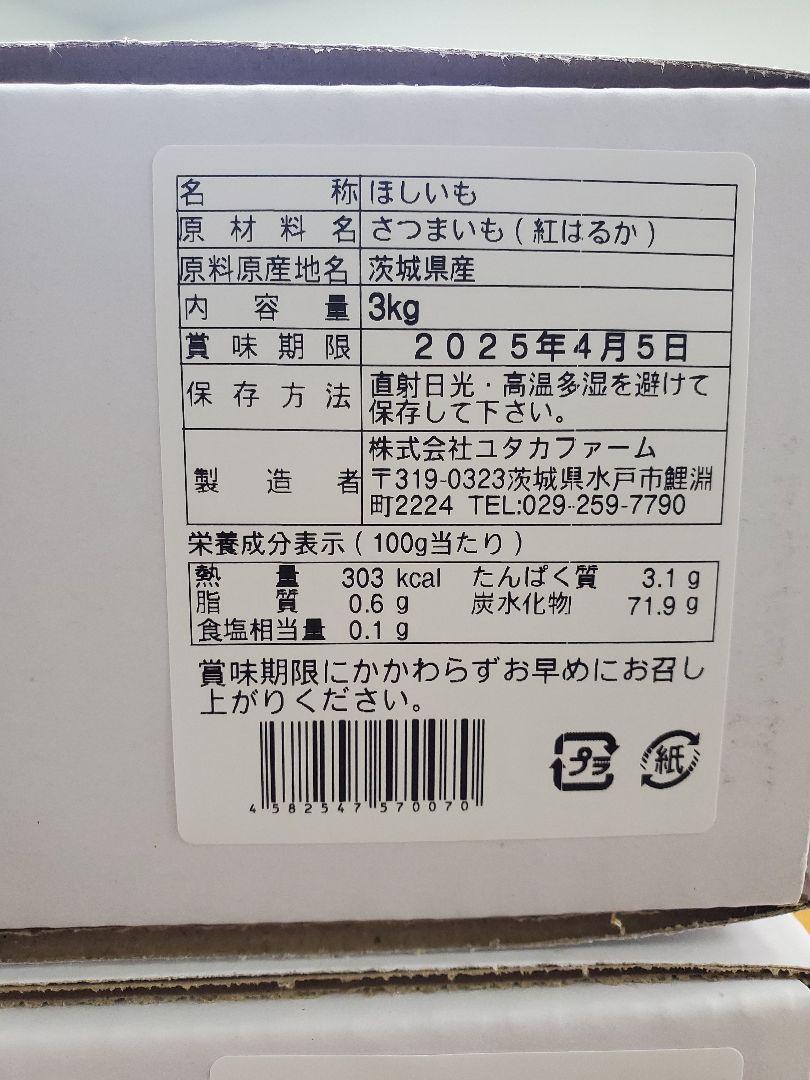 名称 ほしいも
原材料名 さつまいも(紅はるか)
原料原産地名 茨城県産
内容量 3kg
賞味期限 2025年4月5日
保存方法 直射日光・高温多湿を避けて
保存して下さい。
製造者 株式会社ユタカファーム
〒319-0323茨城県水戸市鯉淵
町2224 TEL:029-259-7790
栄養成分表示(100g当たり)
熱量 303 kcal たんぱく質 3.1 g
脂質 0.6 g 炭水化物 71.9 g
食塩相当量 0.1 g
賞味期限にかかわらずお早めにお召し
上がりください。
プラ 紙
4582547570070